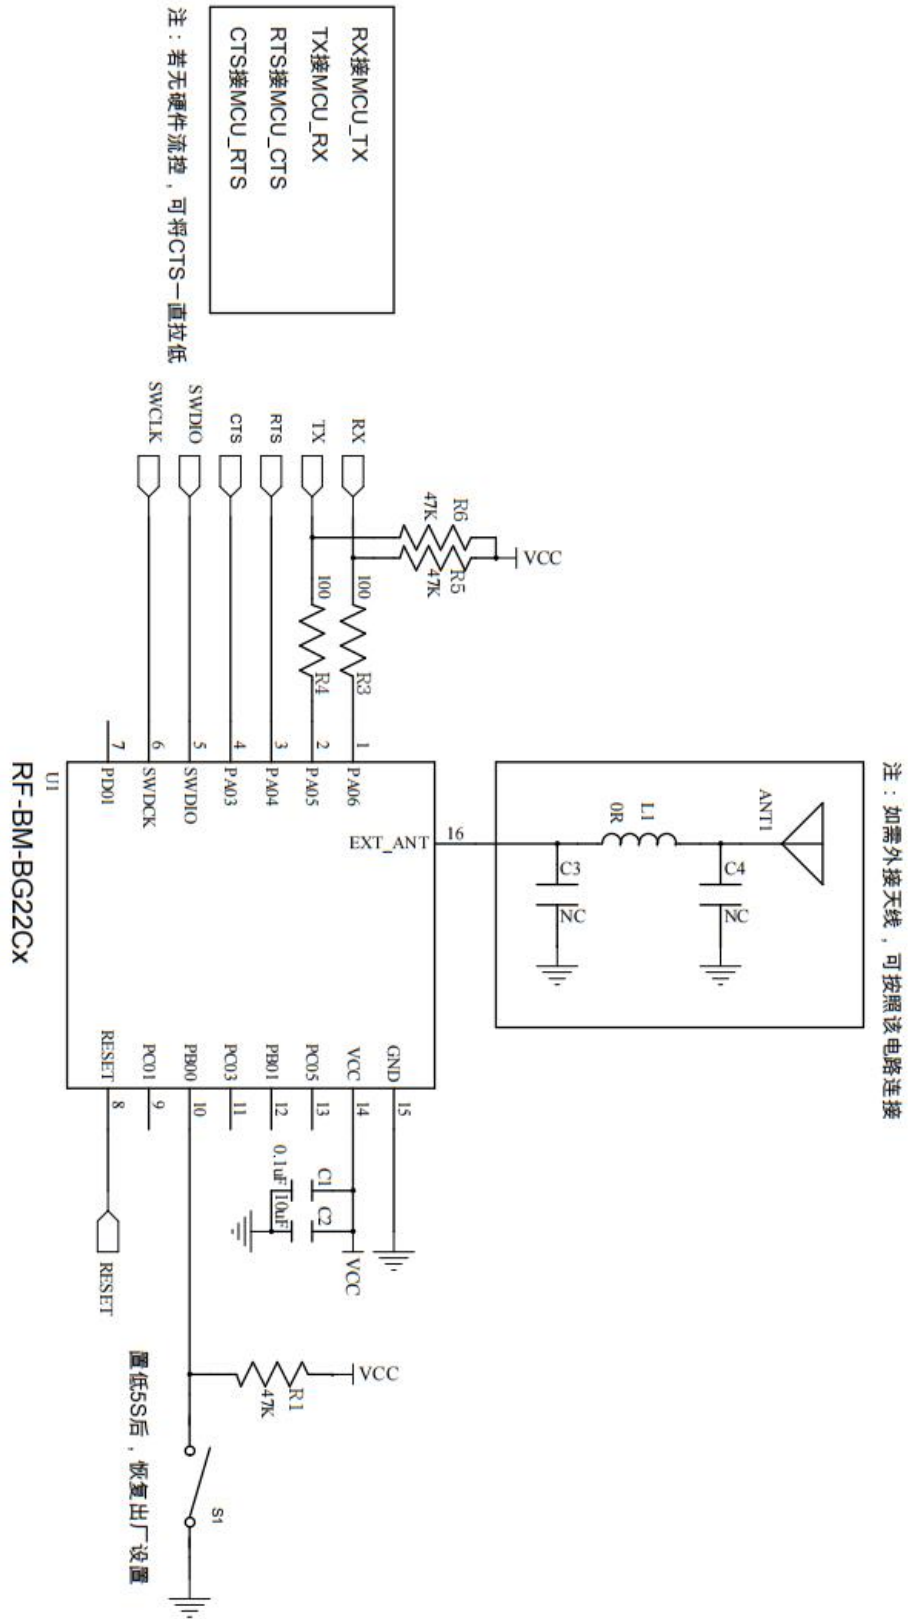 注：如需外接天线，可按照该电路连接
ANT1
L1
0R
C4
NC
C3
NC
RX接MCU_TX
TX接MCU_RX
RTS接MCU_CTS
CTS接MCU_RTS
注：若无硬件流控，可将CTS一直拉低
VCC
R6
47K
R5
47K
RX
TX
RTS
CTS
SWDIO
SWCLK
100
R3
100
R4
1
2
3
4
5
6
7
PA06
PA05
PA04
PA03
SWDIO
SWDCK
PD01
EXT_ANT
16
GND
VCC
PC05
PB01
PC03
PB00
PC01
RESET
15
14
13
12
11
10
9
8
U1
RF-BM-BG22Cx
C1
0.1uF
C2
10uF
VCC
RESET
VCC
R1
47K
S1
置低5S后，恢复出厂设置